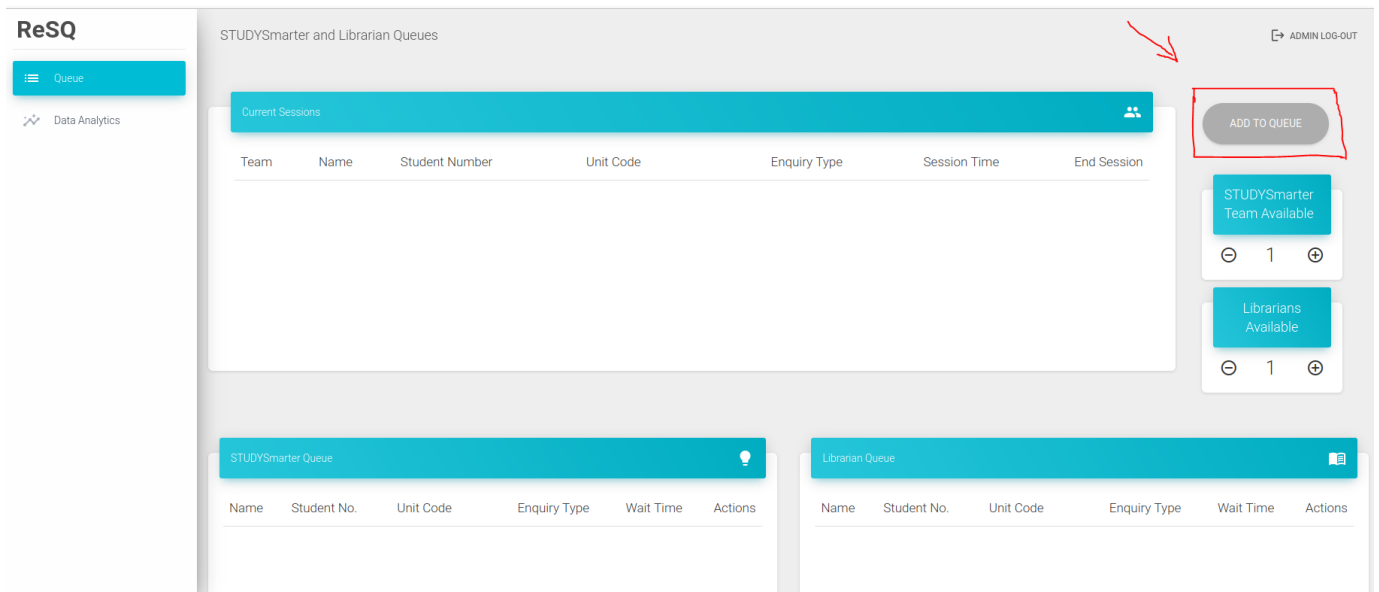 ReSQ
STUDYSmarter and Librarian Queues
ADMIN LOG-OUT
Queue
Data Analytics
Current Sessions
Team Name Student Number Unit Code Enquiry Type Session Time End Session
ADD TO QUEUE
STUDYSmarter
Team Available
1
Librarians
Available
1
STUDYSmarter Queue
Name Student No. Unit Code Enquiry Type Wait Time Actions
Librarian Queue
Name Student No. Unit Code Enquiry Type Wait Time Actions